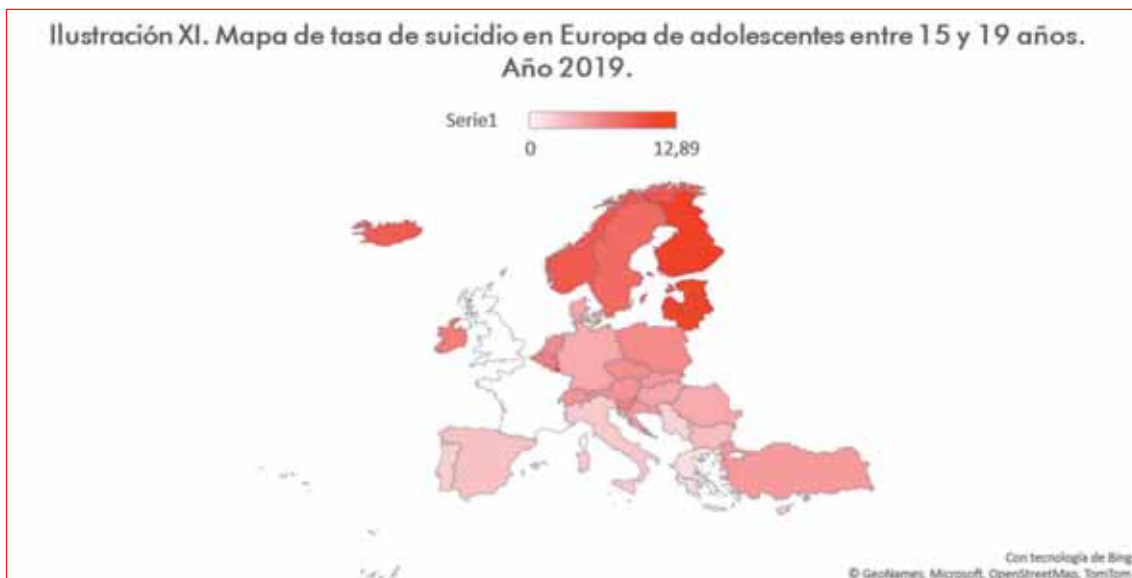 Ilustración XI. Mapa de tasa de suicidio en Europa de adolescentes entre 15 y 19 años.
Año 2019.
Serie1
0 12,89
Con tecnología de Bing
© GeoNames, Microsoft, OpenStreetMap, TomTom